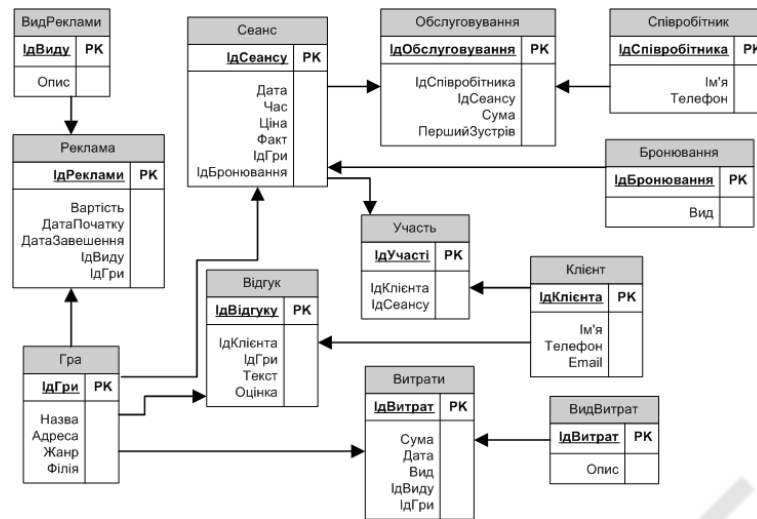 ВидРеклами
ІдВиду PK
Опис
Сеанс
ІдСеансу PK
Дата
Час
Ціна
Факт
ІдГри
ІдБронювання
Обслуговування
ІдОбслуговування PK
ІдСпівробітника
ІдСеансу
Сума
ПершийЗустрів
Співробітник
ІдСпівробітника PK
Ім'я
Телефон
Реклама
ІдРеклами PK
Вартість
ДатаПочатку
ДатаЗавешення
ІдВиду
ІдГри
Бронювання
ІдБронювання PK
Вид
Участь
ІдУчасті PK
ІдКлієнта
ІдСеансу
Відгук
ІдВідгуку PK
ІдКлієнта
ІдГри
Текст
Оцінка
Клієнт
ІдКлієнта PK
Ім'я
Телефон
Email
Гра
ІдГри PK
Назва
Адреса
Жанр
Філія
Витрати
ІдВитрат PK
Сума
Дата
Вид
ІдВиду
ІдГри
ВидВитрат
ІдВитрат PK
Опис